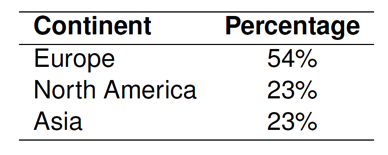 Continent Percentage
Europe 54%
North America 23%
Asia 23%